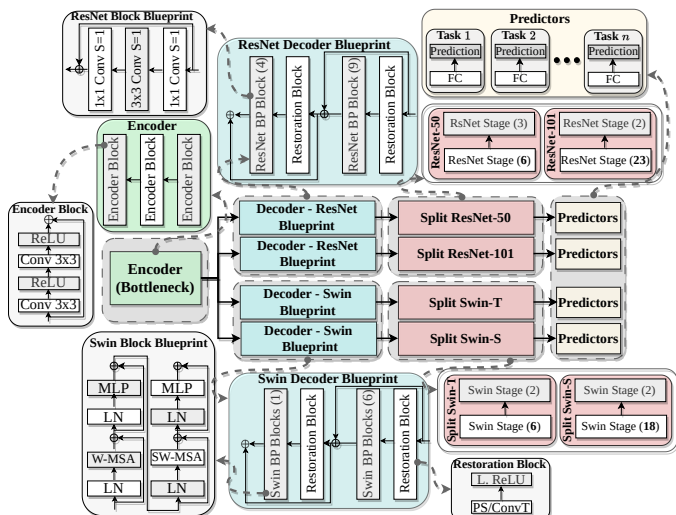 ResNet Block Blueprint
1x1 Conv S=1
3x3 Conv S=1
1x1 Conv S=1
ResNet Decoder Blueprint
ResNet BP Block (4)
Restoration Block
ResNet BP Block (9)
Restoration Block
Predictors
Task 1
Prediction
FC
Task 2
Prediction
FC
Task n
Prediction
FC
Encoder
Encoder Block
Encoder Block
Encoder Block
ResNet-50
RsNet Stage (3)
ResNet Stage (6)
ResNet-101
RsNet Stage (2)
ResNet Stage (23)
Encoder Block
ReLU
Conv 3x3
ReLU
Conv 3x3
Encoder
(Bottleneck)
Decoder - ResNet
Blueprint
Split ResNet-50
Predictors
Decoder - ResNet
Blueprint
Split ResNet-101
Predictors
Decoder - Swin
Blueprint
Split Swin-T
Predictors
Decoder - Swin
Blueprint
Split Swin-S
Predictors
Swin Block Blueprint
MLP
LN
W-MSA
LN
MLP
LN
SW-MSA
LN
Swin Decoder Blueprint
Swin BP Blocks (1)
Restoration Block
Swin BP Blocks (6)
Restoration Block
Split Swin-T
Swin Stage (2)
Swin Stage (6)
Split Swin-S
Swin Stage (2)
Swin Stage (18)
Restoration Block
L. ReLU
PS/ConvT